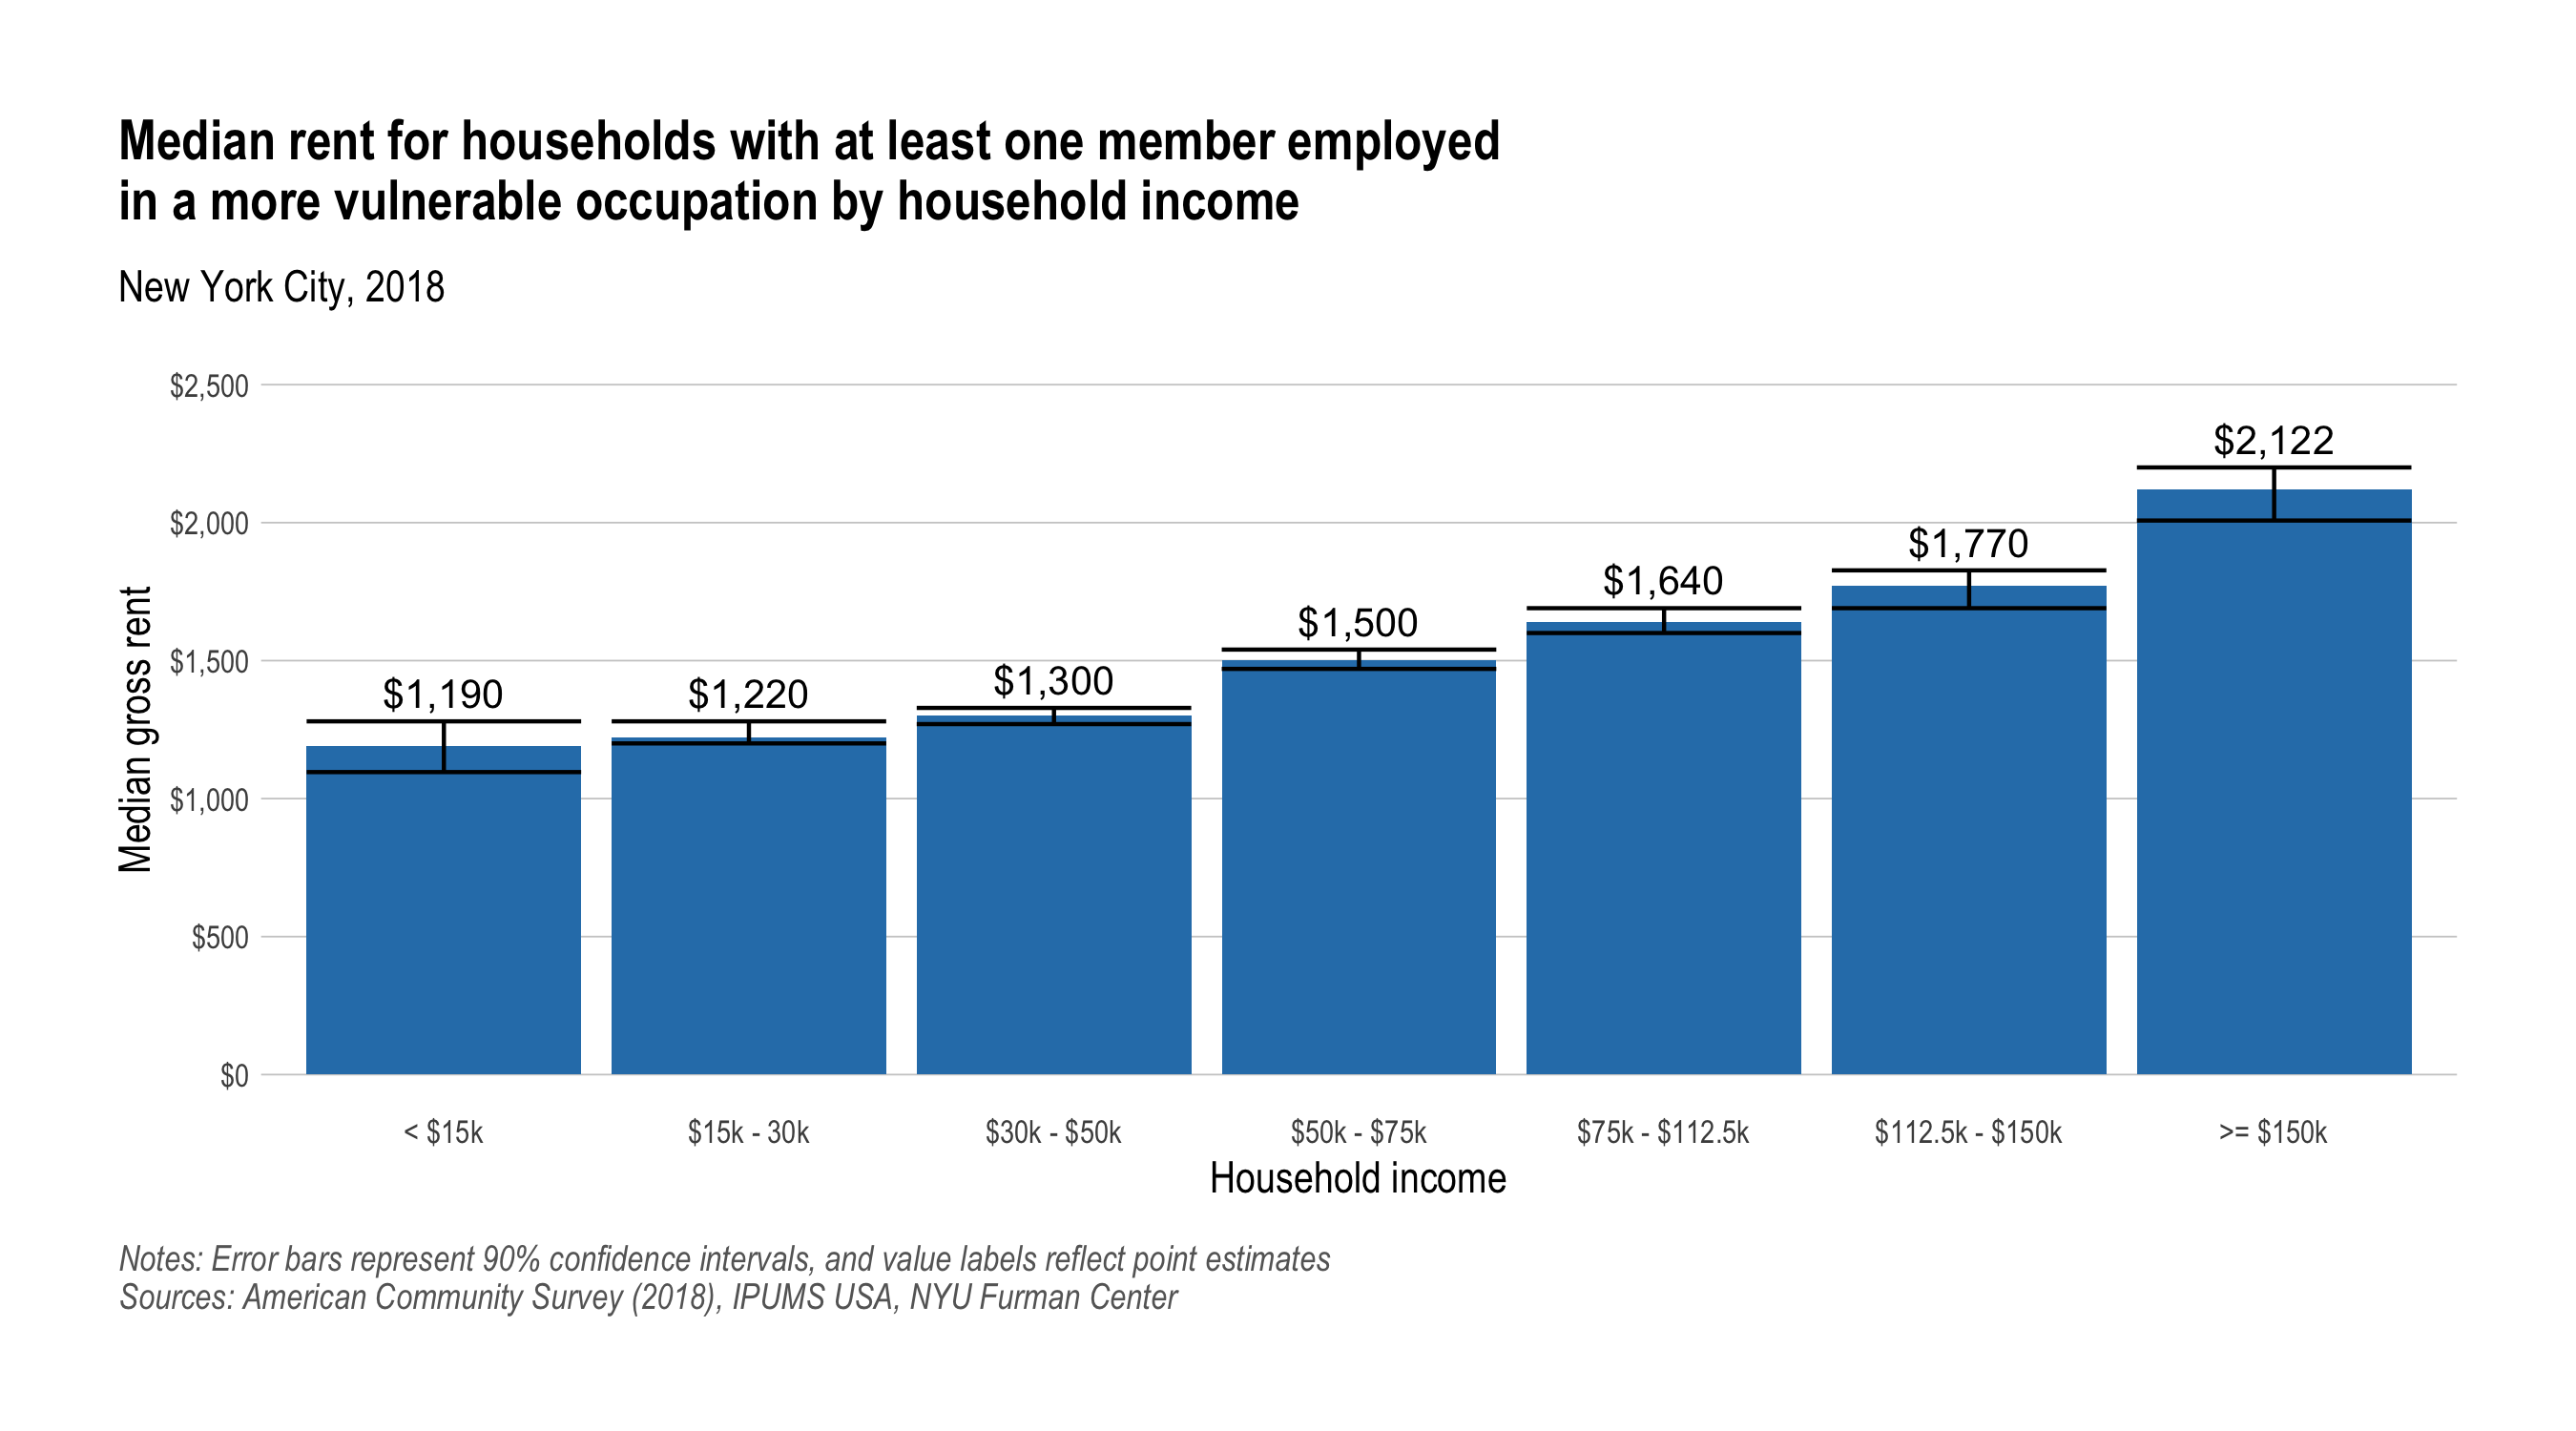 Median rent for households with at least one member employed
in a more vulnerable occupation by household income
New York City, 2018
Median gross rent
$2,500
$2,000
$1,500
$1,000
$500
$0
$1,190
$1,220
$1,300
$1,500
$1,640
$1,770
$2,122
< $15k
$15k - 30k
$30k - $50k
$50k - $75k
$75k - $112.5k
$112.5k - $150k
>= $150k
Household income
Notes: Error bars represent 90% confidence intervals, and value labels reflect point estimates
Sources: American Community Survey (2018), IPUMS USA, NYU Furman Center